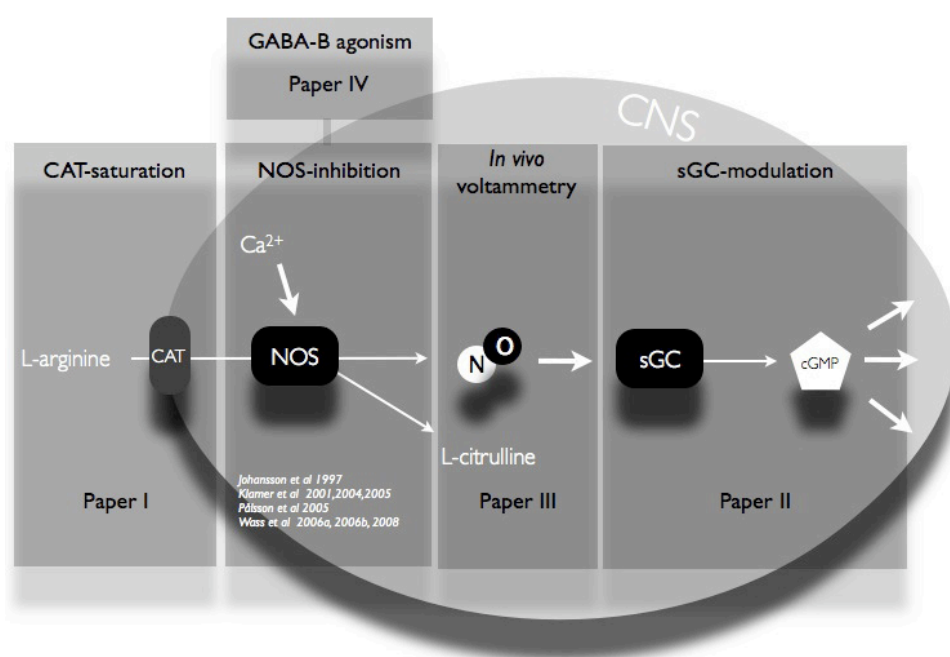 GABA-B agonism
Paper IV
CNS
CAT-saturation
NOS-inhibition
In vivo
voltammetry
sGC-modulation
Ca²⁺
L-arginine
CAT
NOS
N
O
sGC
cGMP
L-citrulline
Johansson et al 1997
Klamer et al 2001,2004,2005
Pålsson et al 2005
Wass et al 2006a, 2006b, 2008
Paper I
Paper III
Paper II